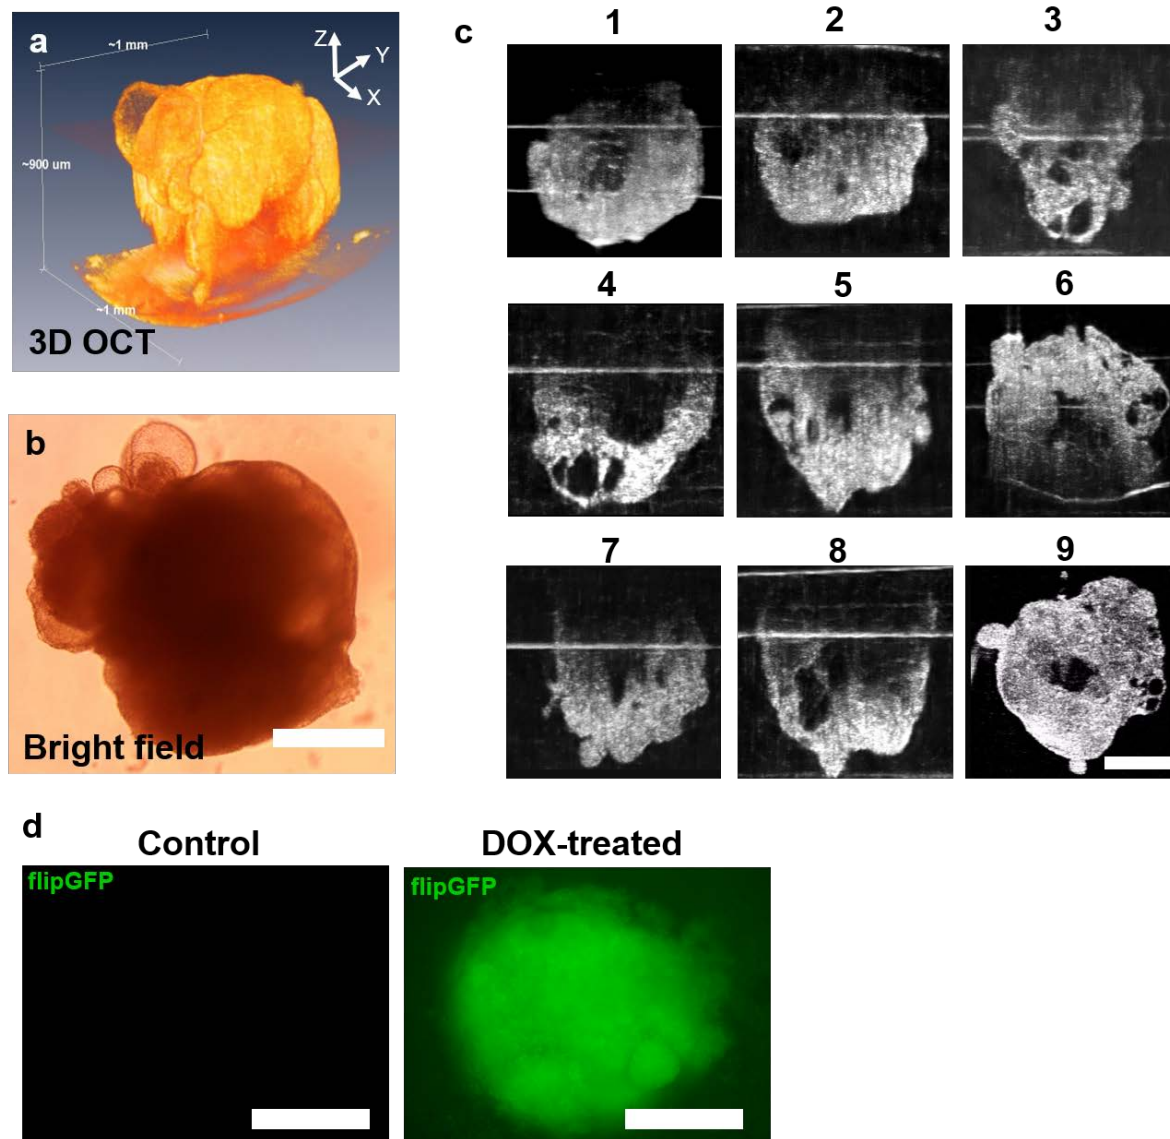 a
~1 mm
Z
Y
X
~900 um
~1 mm
3D OCT
b
Bright field
c
1
2
3
4
5
6
7
8
9
d
Control
DOX-treated
flipGFP
flipGFP